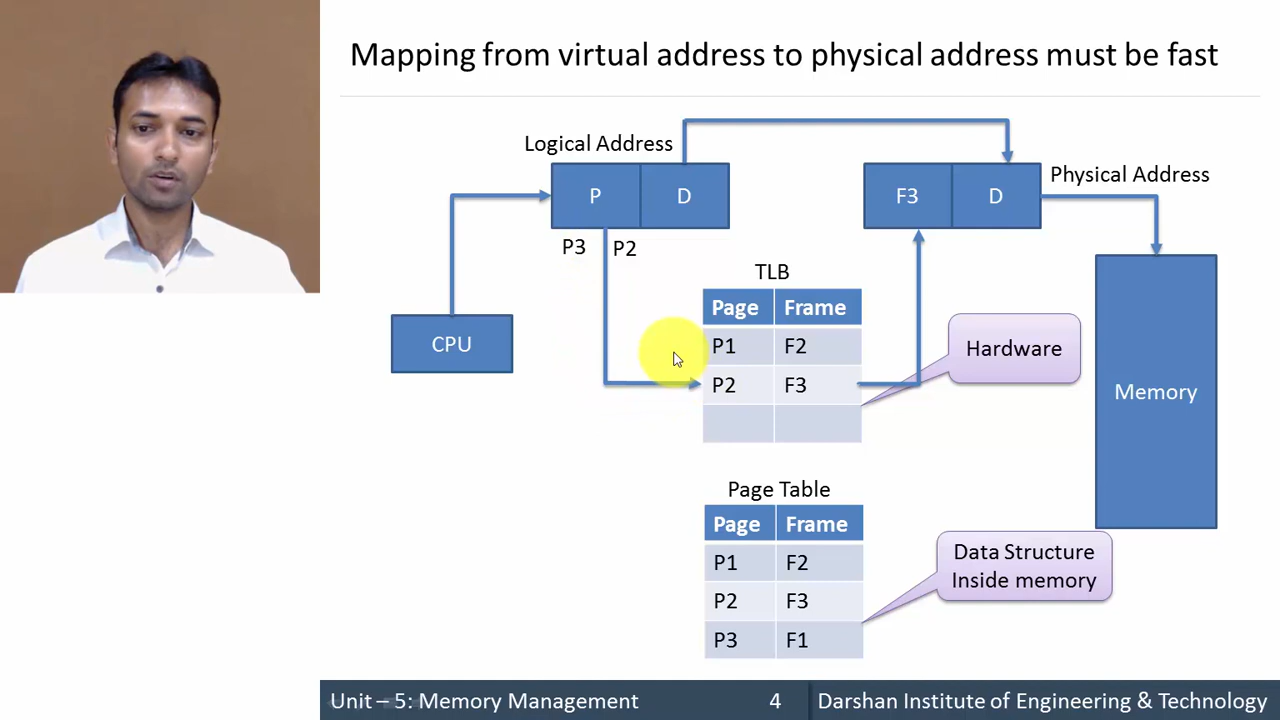 Mapping from virtual address to physical address must be fast
Logical Address
P D
P3 P2
CPU
F3 D
Physical Address
TLB
Page Frame
P1 F2
P2 F3
Hardware
Memory
Page Table
Page Frame
P1 F2
P2 F3
P3 F1
Data Structure
Inside memory
Unit – 5: Memory Management 4 Darshan Institute of Engineering & Technology